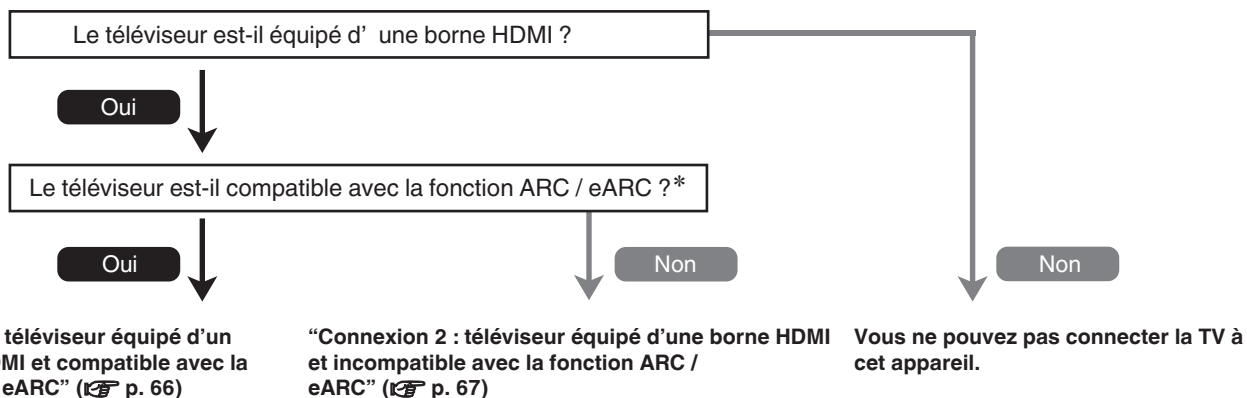 Le téléviseur est-il équipé d’ une borne HDMI ?
Oui
Le téléviseur est-il compatible avec la fonction ARC / eARC ?*
Oui
Non
Non
téléviseur équipé d’un
MI et compatible avec la
eARC” (☞ p. 66)
“Connexion 2 : téléviseur équipé d’une borne HDMI
et incompatible avec la fonction ARC /
eARC” (☞ p. 67)
Vous ne pouvez pas connecter la TV à
cet appareil.